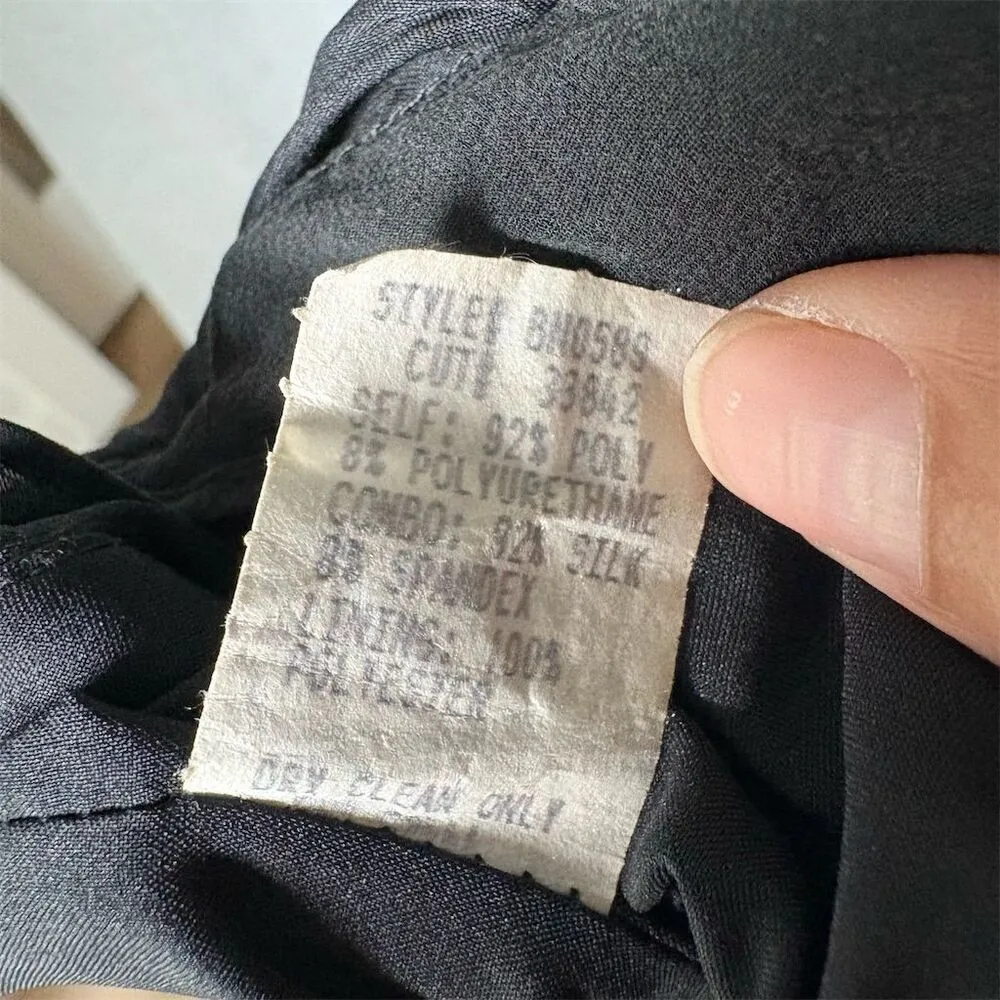 STYLE#
CUT# 33842
SELF: 92% POLY
8% POLYURETHANE
COMBO: 92% SILK
8% SPANDEX
LINING: 100%
POLYESTER
DRY CLEAN ONLY